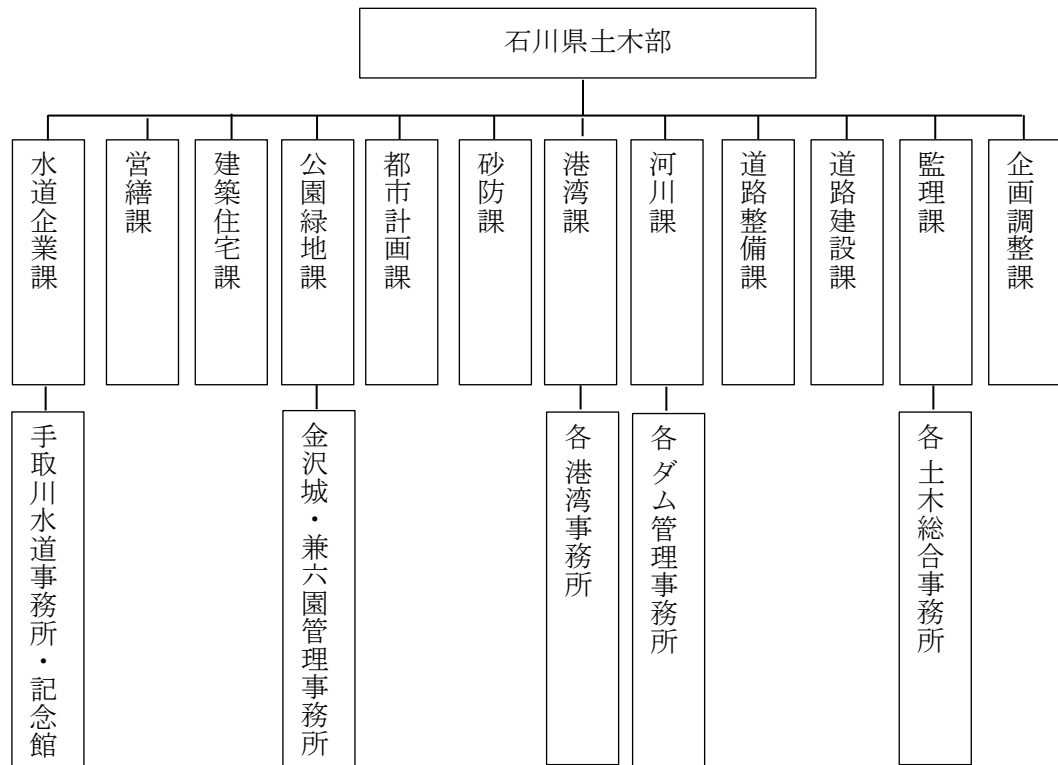 石川県土木部
企画調整課
監理課
道路建設課
道路整備課
河川課
港湾課
砂防課
都市計画課
公園緑地課
建築住宅課
営繕課
水道企業課
各土木総合事務所
各ダム管理事務所
各港湾事務所
金沢城・兼六園管理事務所
手取川水道事務所・記念館